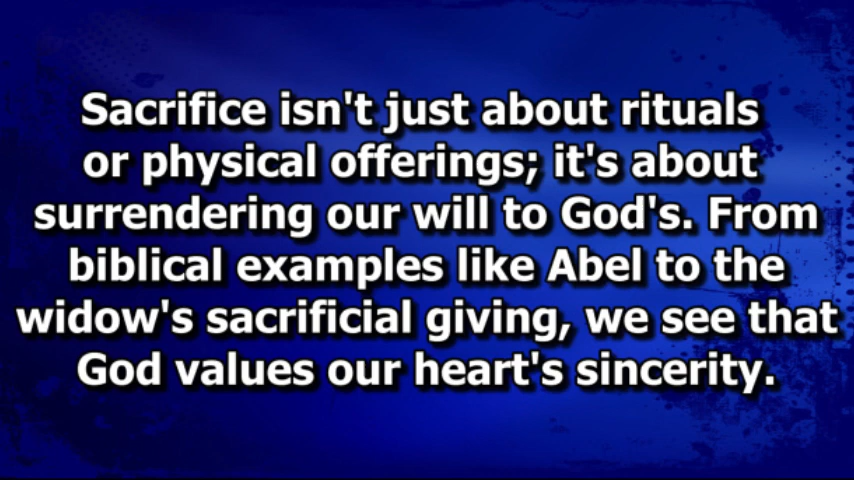 Sacrifice isn't just about rituals
or physical offerings; it's about
surrendering our will to God's. From
biblical examples like Abel to the
widow's sacrificial giving, we see that
God values our heart's sincerity.